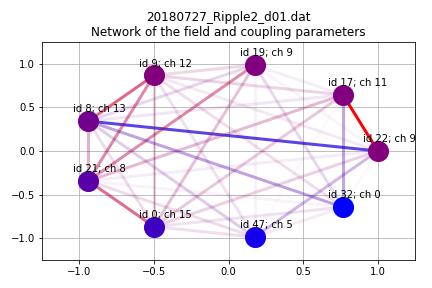 20180727_Ripple2_d01.dat
Network of the field and coupling parameters
id 19; ch 9
id 9; ch 12
id 17; ch 11
id 8; ch 13
id 22; ch 9
id 21; ch 8
id 32; ch 0
id 0; ch 15
id 47; ch 5
1.0
0.5
0.0
−0.5
−1.0
−1.0 −0.5 0.0 0.5 1.0